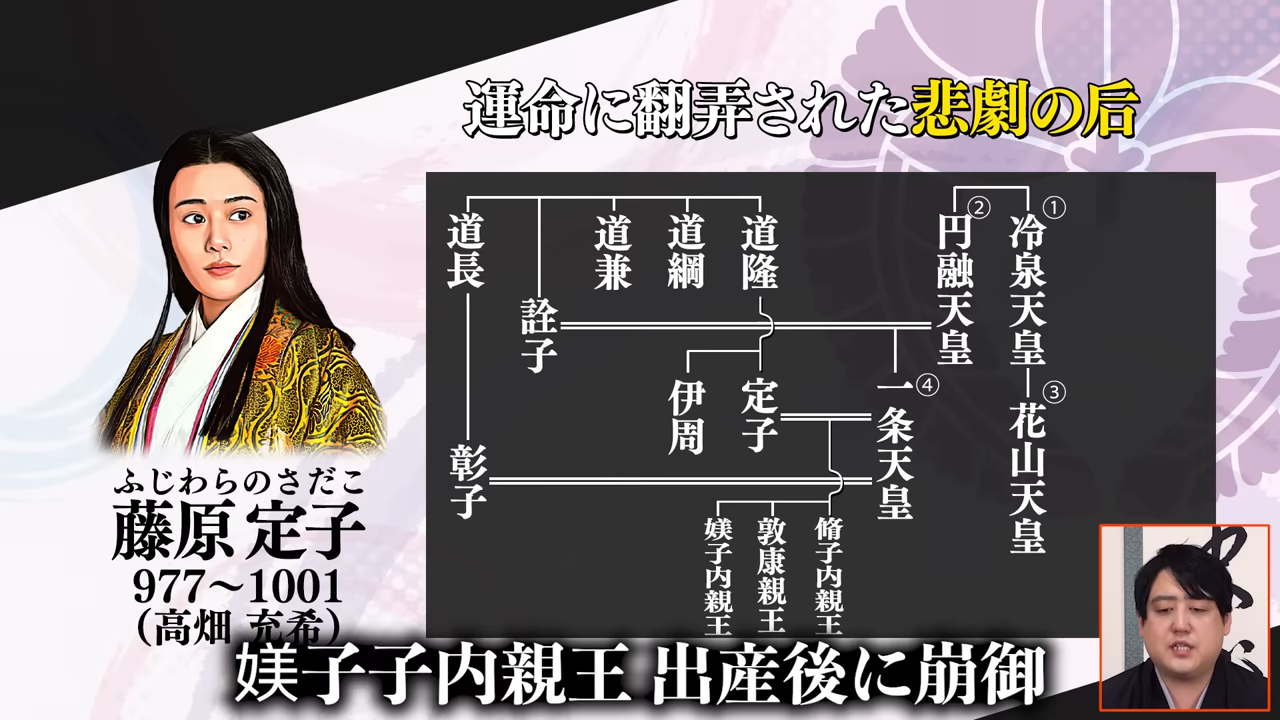 運命に翻弄された悲劇の后
①
冷泉天皇
②
円融天皇
③
花山天皇
④
一条天皇
道隆
道綱
道兼
詮子
道長
定子
伊周
彰子
脩子内親王
敦康親王
媄子内親王
ふじわらのさだこ
藤原 定子
977～1001
（高畑 充希）
媄子子内親王 出産後に崩御